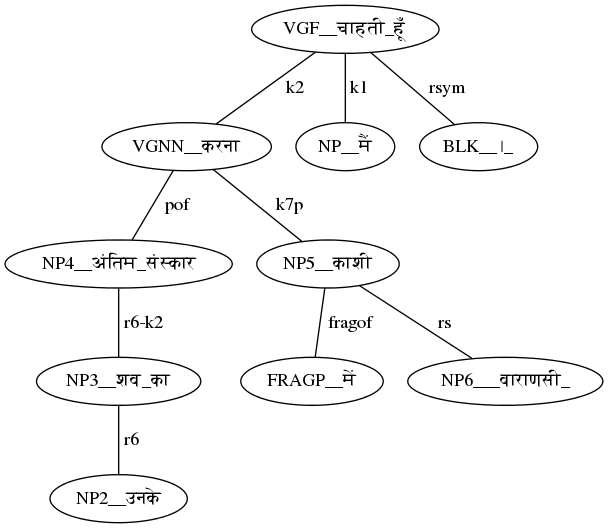 VGF__चाहती_हूँ
k2 k1 rsym
VGNN__करना NP__मैं BLK__।_
pof k7p
NP4__अंतिम_संस्कार NP5__काशी
r6-k2 fragof rs
NP3__शव_का FRAGP__में NP6___वाराणसी_
r6
NP2__उनके